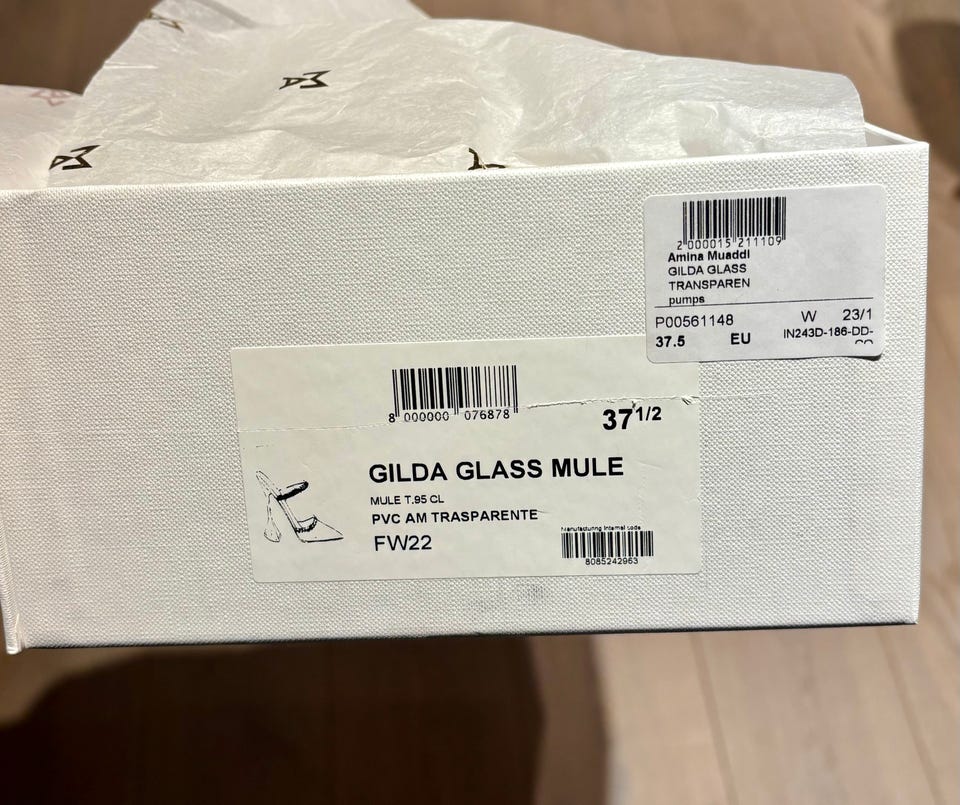 2 000015 211109
Amina Muaddi
GILDA GLASS
TRANSPAREN
pumps
P00561148 W 23/1
37.5 EU IN243D-186-DD-
8 000000 076878
37 1/2
GILDA GLASS MULE
MULE T.95 CL
PVC AM TRASPARENTE
FW22
Manufacturing Internal code
8085242963